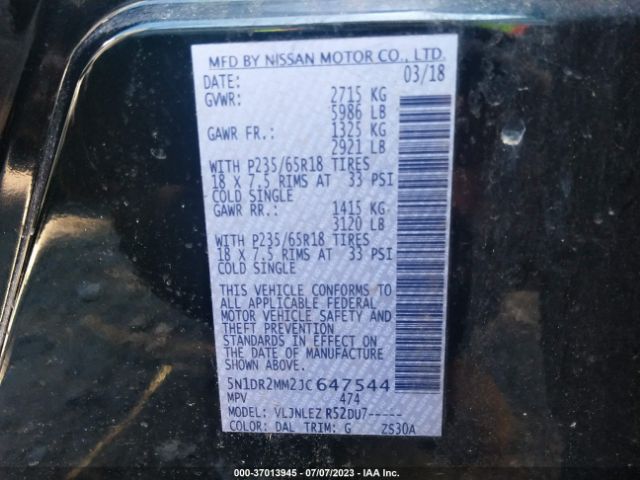 MFD BY NISSAN MOTOR CO., LTD.
DATE: 03/18
GVWR: 2715 KG
5986 LB
GAWR FR.: 1325 KG
2921 LB
WITH P235/65R18 TIRES
18 X 7.5 RIMS AT 33 PSI
COLD SINGLE
GAWR RR.: 1415 KG
3120 LB
WITH P235/65R18 TIRES
18 X 7.5 RIMS AT 33 PSI
COLD SINGLE
THIS VEHICLE CONFORMS TO
ALL APPLICABLE FEDERAL
MOTOR VEHICLE SAFETY AND
THEFT PREVENTION
STANDARDS IN EFFECT ON
THE DATE OF MANUFACTURE
SHOWN ABOVE.
5N1DR2MM2JC647544
MPV 474
MODEL: VLJNLEZ R52DU7-----
COLOR: DAL TRIM: G ZS30A
000-37013945 - 07/07/2023 - IAA Inc.